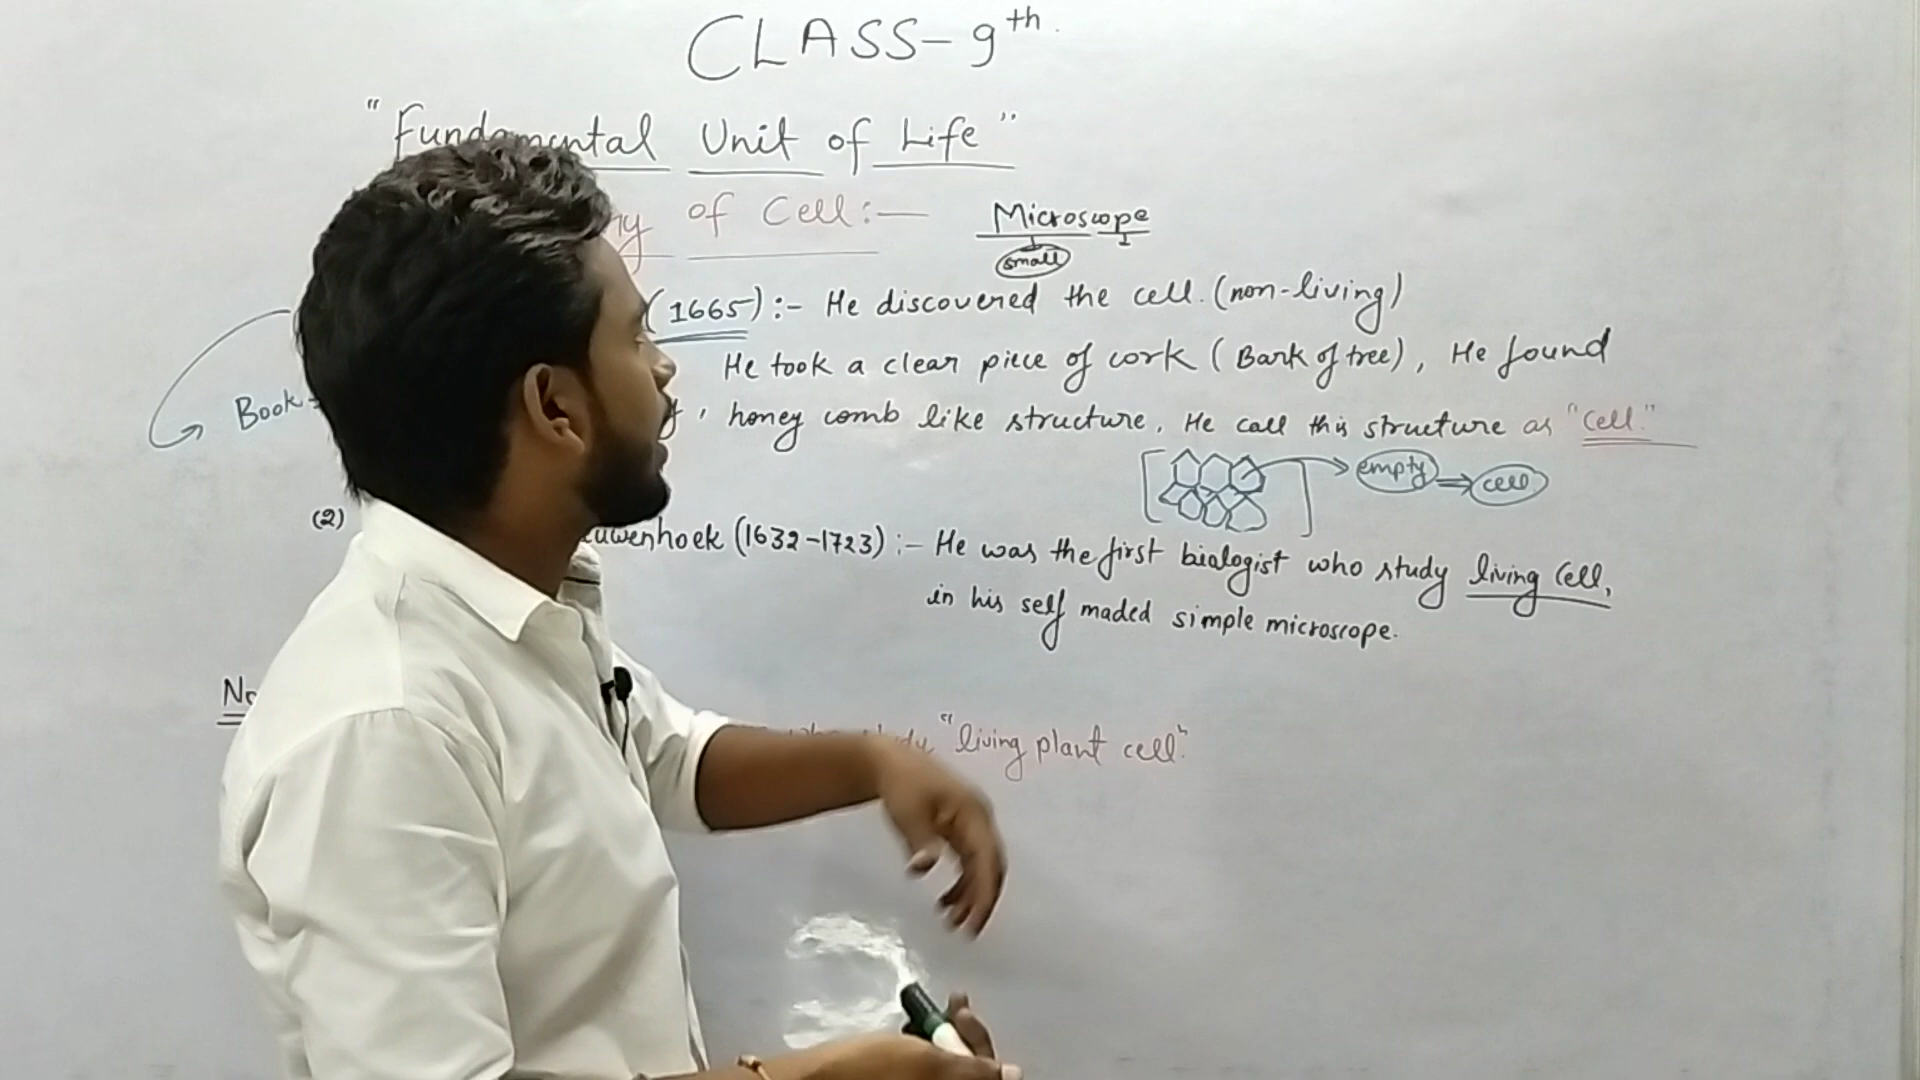 CLASS-9th.
"Fundamental Unit of Life"
of Cell:—
Microscope
small
(1665):- He discovered the cell. (non-living)
He took a clear piece of cork (Bark of tree), He found
Book
, honey comb like structure. He call this structure as "cell."
empty ⇒ cell
(2)
(1632-1723):- He was the first biologist who study living Cell,
in his self maded simple microscope.
study "living plant cell."